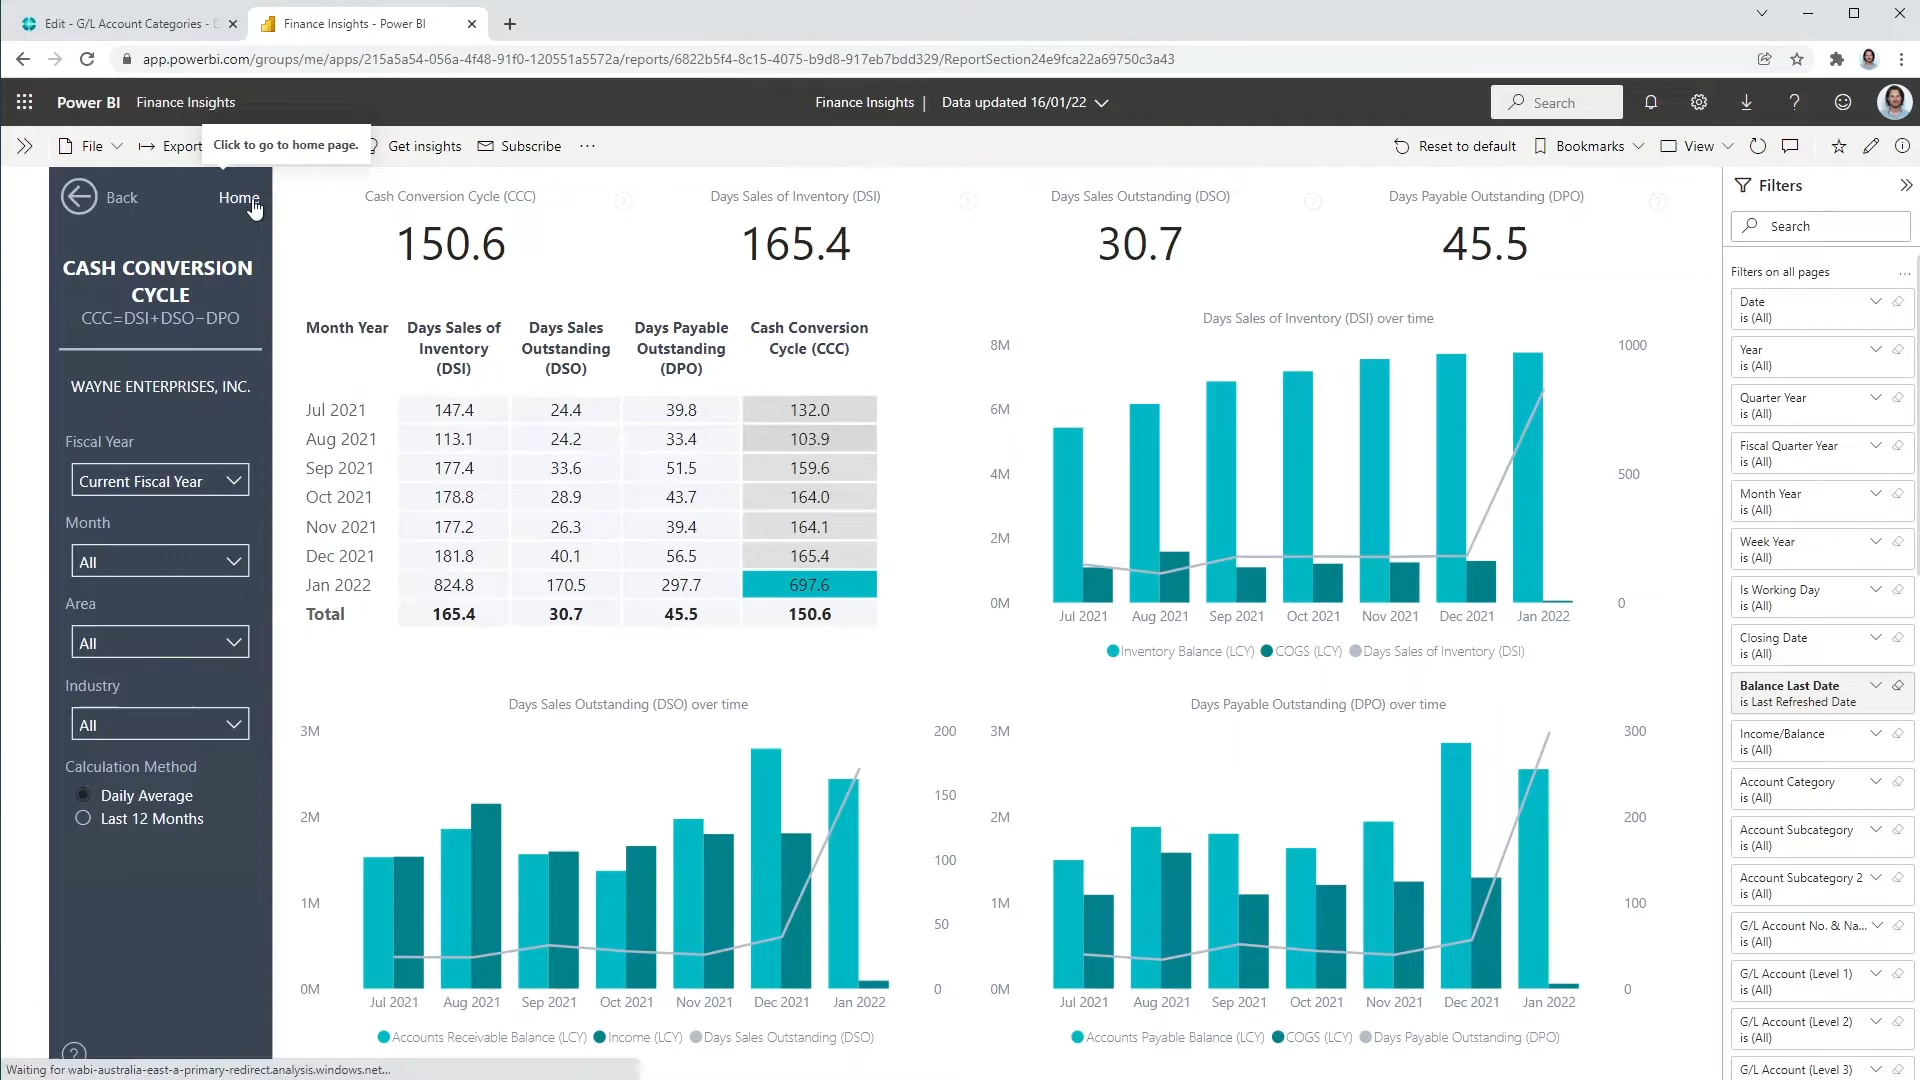 Edit - G/L Account Categories -
Finance Insights - Power BI
app.powerbi.com/groups/me/apps/215a5a54-056a-4f48-91f0-120551a5572a/reports/6822b5f4-8c15-4075-b9d8-917eb7bdd329/ReportSection24e9fca22a69750c3a43
Power BI Finance Insights
Finance Insights | Data updated 16/01/22
Search
File
Export
Click to go to home page.
Get insights
Subscribe
Reset to default
Bookmarks
View
Back
Home
CASH CONVERSION
CYCLE
CCC=DSI+DSO−DPO
WAYNE ENTERPRISES, INC.
Fiscal Year
Current Fiscal Year
Month
All
Area
All
Industry
All
Calculation Method
Daily Average
Last 12 Months
Cash Conversion Cycle (CCC)
150.6
Days Sales of Inventory (DSI)
165.4
Days Sales Outstanding (DSO)
30.7
Days Payable Outstanding (DPO)
45.5
Month Year Days Sales of Days Sales Days Payable Cash Conversion
Inventory Outstanding Outstanding Cycle (CCC)
(DSI) (DSO) (DPO)
Jul 2021 147.4 24.4 39.8 132.0
Aug 2021 113.1 24.2 33.4 103.9
Sep 2021 177.4 33.6 51.5 159.6
Oct 2021 178.8 28.9 43.7 164.0
Nov 2021 177.2 26.3 39.4 164.1
Dec 2021 181.8 40.1 56.5 165.4
Jan 2022 824.8 170.5 297.7 697.6
Total 165.4 30.7 45.5 150.6
Days Sales of Inventory (DSI) over time
8M 1000
6M
4M 500
2M
0M 0
Jul 2021 Aug 2021 Sep 2021 Oct 2021 Nov 2021 Dec 2021 Jan 2022
Inventory Balance (LCY) COGS (LCY) Days Sales of Inventory (DSI)
Days Sales Outstanding (DSO) over time
3M 200
150
2M
100
1M
50
0M 0
Jul 2021 Aug 2021 Sep 2021 Oct 2021 Nov 2021 Dec 2021 Jan 2022
Accounts Receivable Balance (LCY) Income (LCY) Days Sales Outstanding (DSO)
Days Payable Outstanding (DPO) over time
3M 300
2M 200
1M 100
0M 0
Jul 2021 Aug 2021 Sep 2021 Oct 2021 Nov 2021 Dec 2021 Jan 2022
Accounts Payable Balance (LCY) COGS (LCY) Days Payable Outstanding (DPO)
Filters
Search
Filters on all pages
Date
is (All)
Year
is (All)
Quarter Year
is (All)
Fiscal Quarter Year
is (All)
Month Year
is (All)
Week Year
is (All)
Is Working Day
is (All)
Closing Date
is (All)
Balance Last Date
is Last Refreshed Date
Income/Balance
is (All)
Account Category
is (All)
Account Subcategory
is (All)
Account Subcategory 2
is (All)
G/L Account No. & Na...
is (All)
G/L Account (Level 1)
is (All)
G/L Account (Level 2)
is (All)
G/L Account (Level 3)
Waiting for wabi-australia-east-a-primary-redirect.analysis.windows.net...